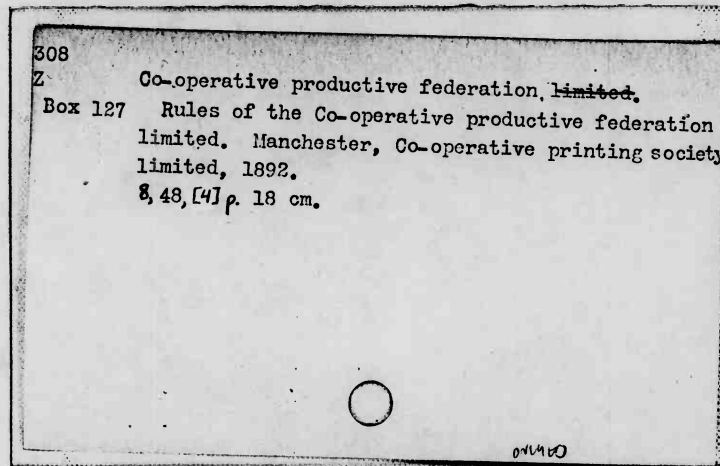 308
Z Co-operative productive federation, limited.
Box 127 Rules of the Co-operative productive federation
limited. Manchester, Co-operative printing society
limited, 1892.
8, 48, [4] p. 18 cm.